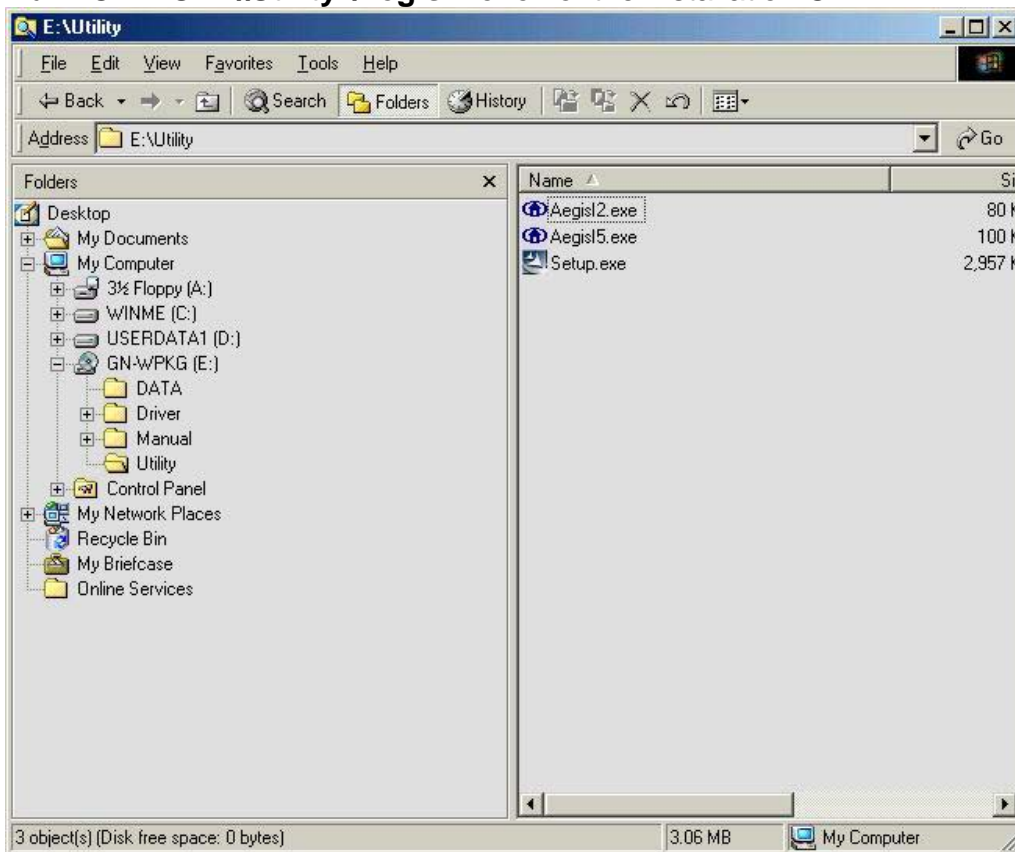 E:\Utility
File Edit View Favorites Tools Help
Back Search Folders History
Address E:\Utility Go
Folders
Name Si
Desktop
My Documents
My Computer
3½ Floppy (A:)
WINME (C:)
USERDATA1 (D:)
GN-WPKG (E:)
DATA
Driver
Manual
Utility
Control Panel
My Network Places
Recycle Bin
My Briefcase
Online Services
AegisI2.exe 80 K
AegisI5.exe 100 K
Setup.exe 2,957 K
3 object(s) (Disk free space: 0 bytes) 3.06 MB My Computer